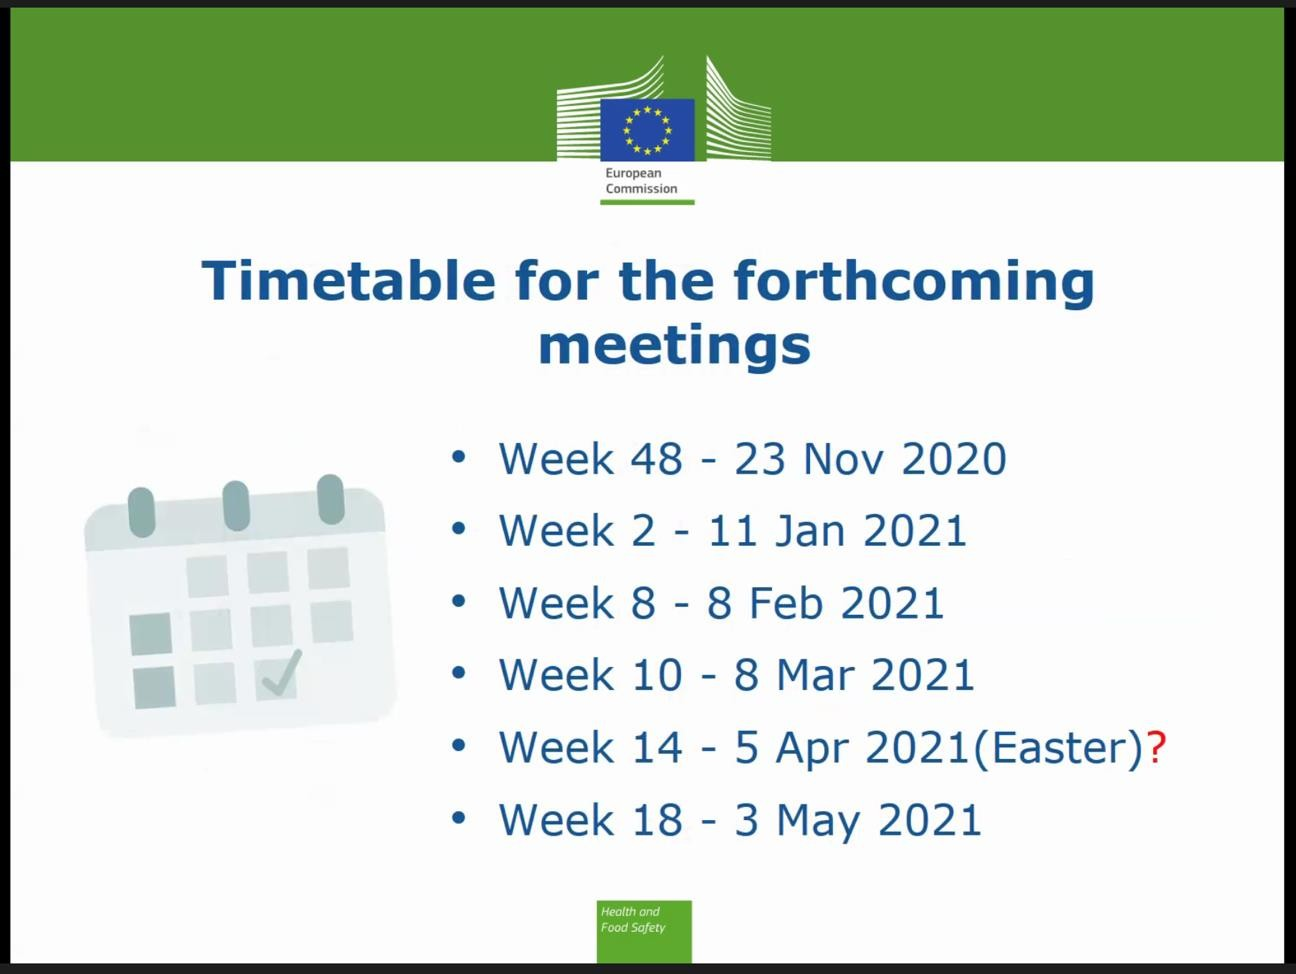 European
Commission
Timetable for the forthcoming
meetings
• Week 48 - 23 Nov 2020
• Week 2 - 11 Jan 2021
• Week 8 - 8 Feb 2021
• Week 10 - 8 Mar 2021
• Week 14 - 5 Apr 2021(Easter)?
• Week 18 - 3 May 2021
Health and
Food Safety